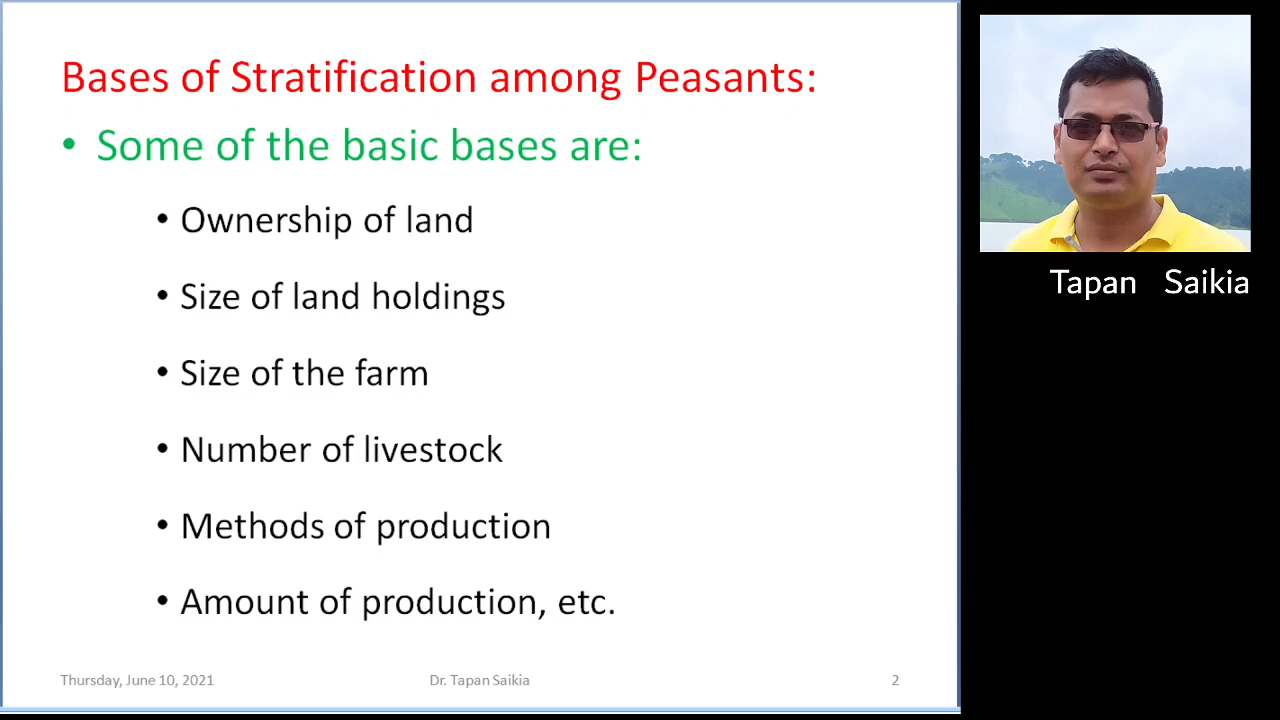 Bases of Stratification among Peasants:
• Some of the basic bases are:
• Ownership of land
• Size of land holdings
• Size of the farm
• Number of livestock
• Methods of production
• Amount of production, etc.
Thursday, June 10, 2021
Dr. Tapan Saikia
2
Tapan Saikia